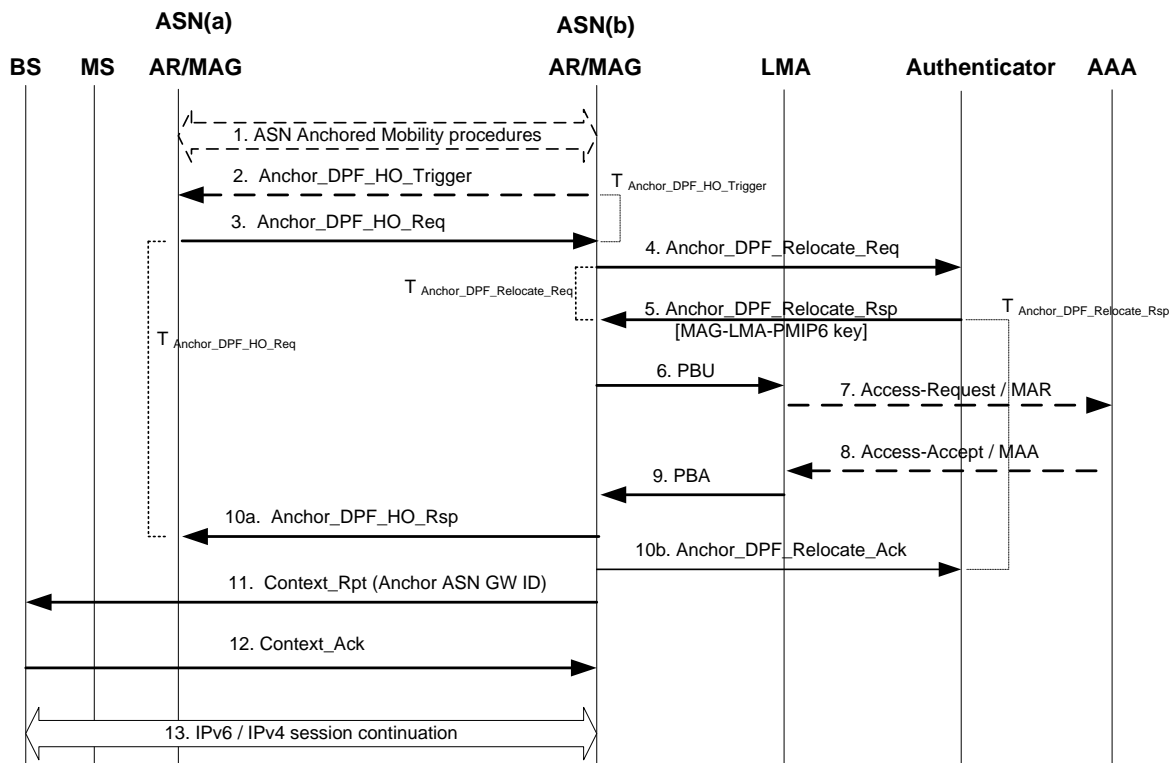 ASN(a)
ASN(b)
BS
MS
AR/MAG
AR/MAG
LMA
Authenticator
AAA
1. ASN Anchored Mobility procedures
2. Anchor_DPF_HO_Trigger
T Anchor_DPF_HO_Trigger
3. Anchor_DPF_HO_Req
4. Anchor_DPF_Relocate_Req
T Anchor_DPF_Relocate_Req
5. Anchor_DPF_Relocate_Rsp
[MAG-LMA-PMIP6 key]
T Anchor_DPF_Relocate_Rsp
T Anchor_DPF_HO_Req
6. PBU
7. Access-Request / MAR
8. Access-Accept / MAA
9. PBA
10a. Anchor_DPF_HO_Rsp
10b. Anchor_DPF_Relocate_Ack
11. Context_Rpt (Anchor ASN GW ID)
12. Context_Ack
13. IPv6 / IPv4 session continuation